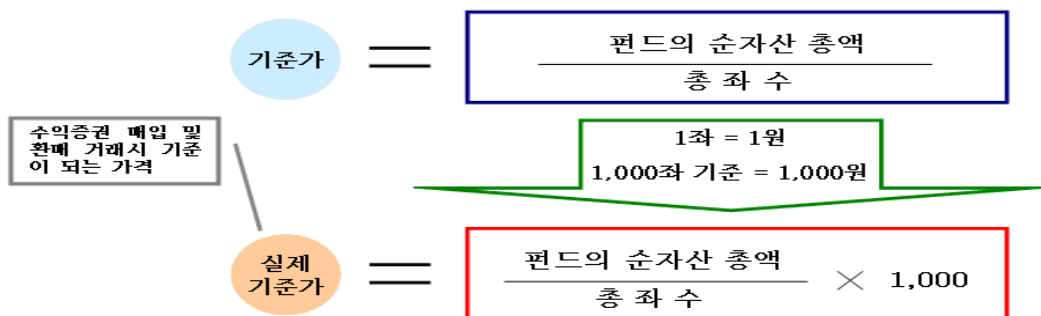 기준가 = 펀드의 순자산 총액
총 좌 수
수익증권 매입 및
환매 거래시 기준
이 되는 가격
1좌 = 1원
1,000좌 기준 = 1,000원
실제
기준가
=
펀드의 순자산 총액
총 좌 수
× 1,000